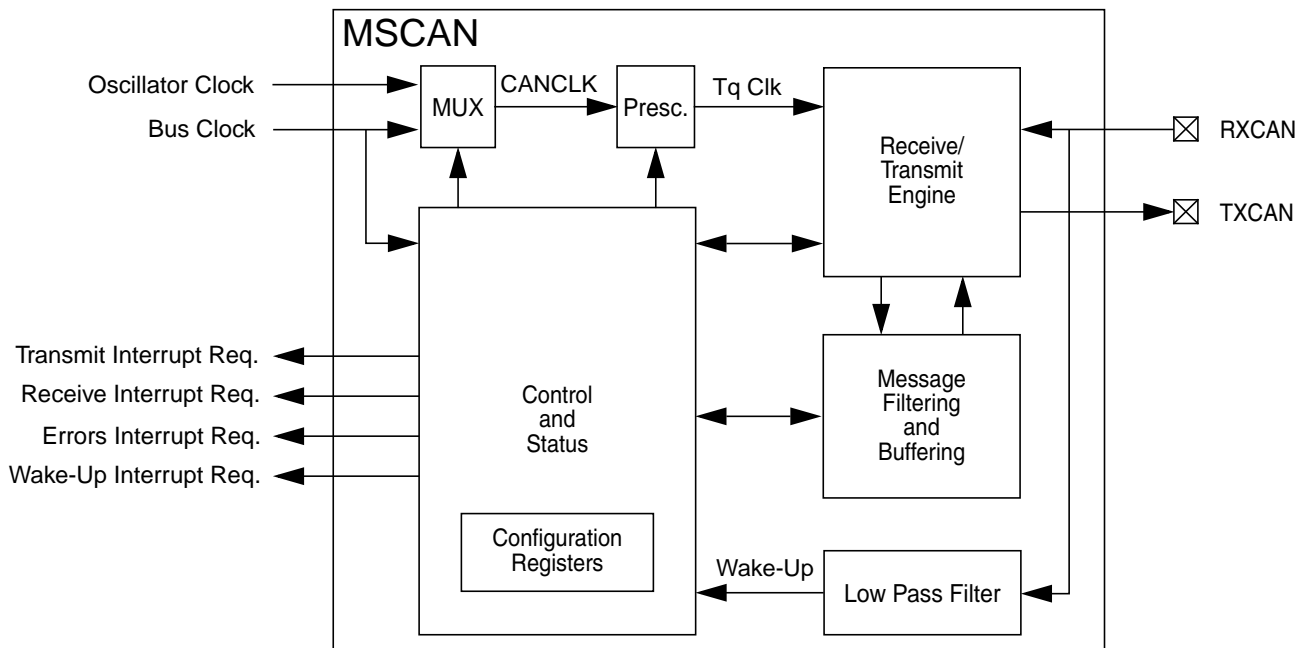 MSCAN
Oscillator Clock
Bus Clock
MUX
CANCLK
Presc.
Tq Clk
Receive/
Transmit
Engine
RXCAN
TXCAN
Transmit Interrupt Req.
Receive Interrupt Req.
Errors Interrupt Req.
Wake-Up Interrupt Req.
Control
and
Status
Message
Filtering
and
Buffering
Configuration
Registers
Wake-Up
Low Pass Filter